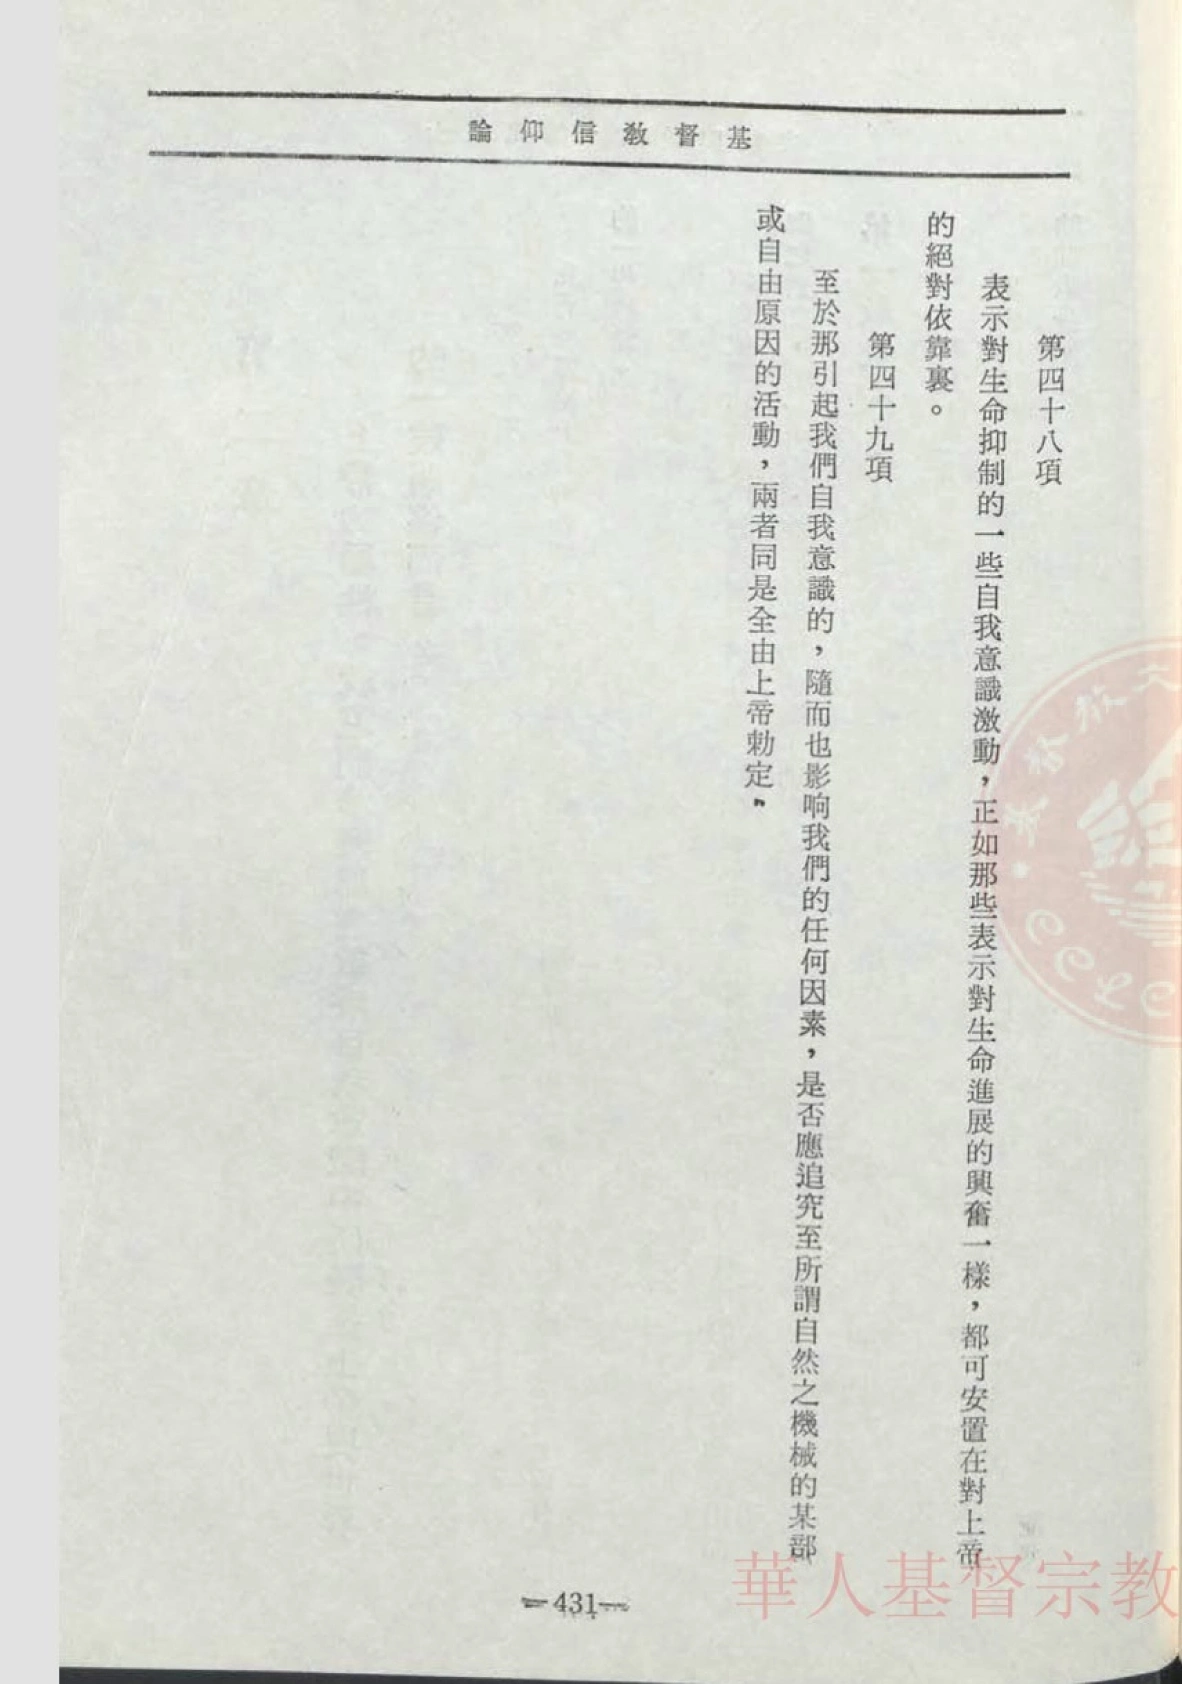 基督教信仰論
第四十八項
表示對生命抑制的一些自我意識激動，正如那些表示對生命進展的興奮一樣，都可安置在對上帝
的絕對依靠裏。
第四十九項
至於那引起我們自我意識的，隨而也影响我們的任何因素，是否應追究至所謂自然之機械的某部
或自由原因的活動，兩者同是全由上帝勅定。
—431—
華人基督宗教